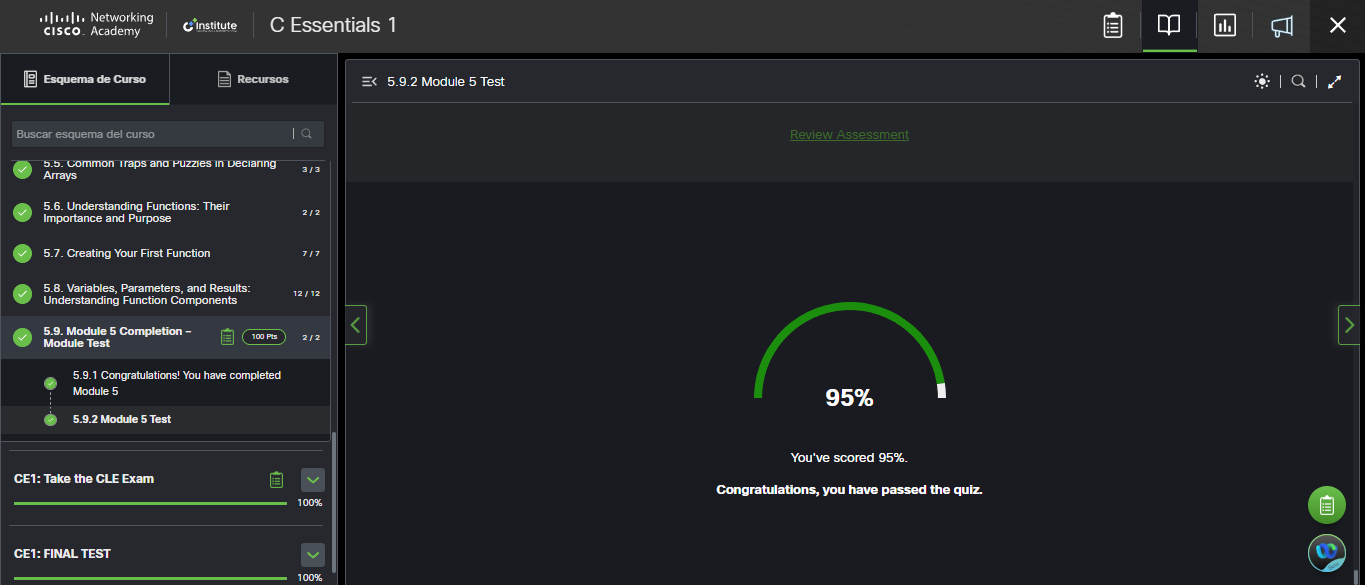 Networking
CISCO Academy
C Institute
C Essentials 1
Esquema de Curso
Recursos
Buscar esquema del curso
5.5. Common Traps and Puzzles in Declaring
Arrays
3 / 3
5.6. Understanding Functions: Their
Importance and Purpose
2 / 2
5.7. Creating Your First Function
7 / 7
5.8. Variables, Parameters, and Results:
Understanding Function Components
12 / 12
5.9. Module 5 Completion –
Module Test
100 Pts
2 / 2
5.9.1 Congratulations! You have completed
Module 5
5.9.2 Module 5 Test
CE1: Take the CLE Exam
100%
CE1: FINAL TEST
100%
5.9.2 Module 5 Test
Review Assessment
95%
You've scored 95%.
Congratulations, you have passed the quiz.